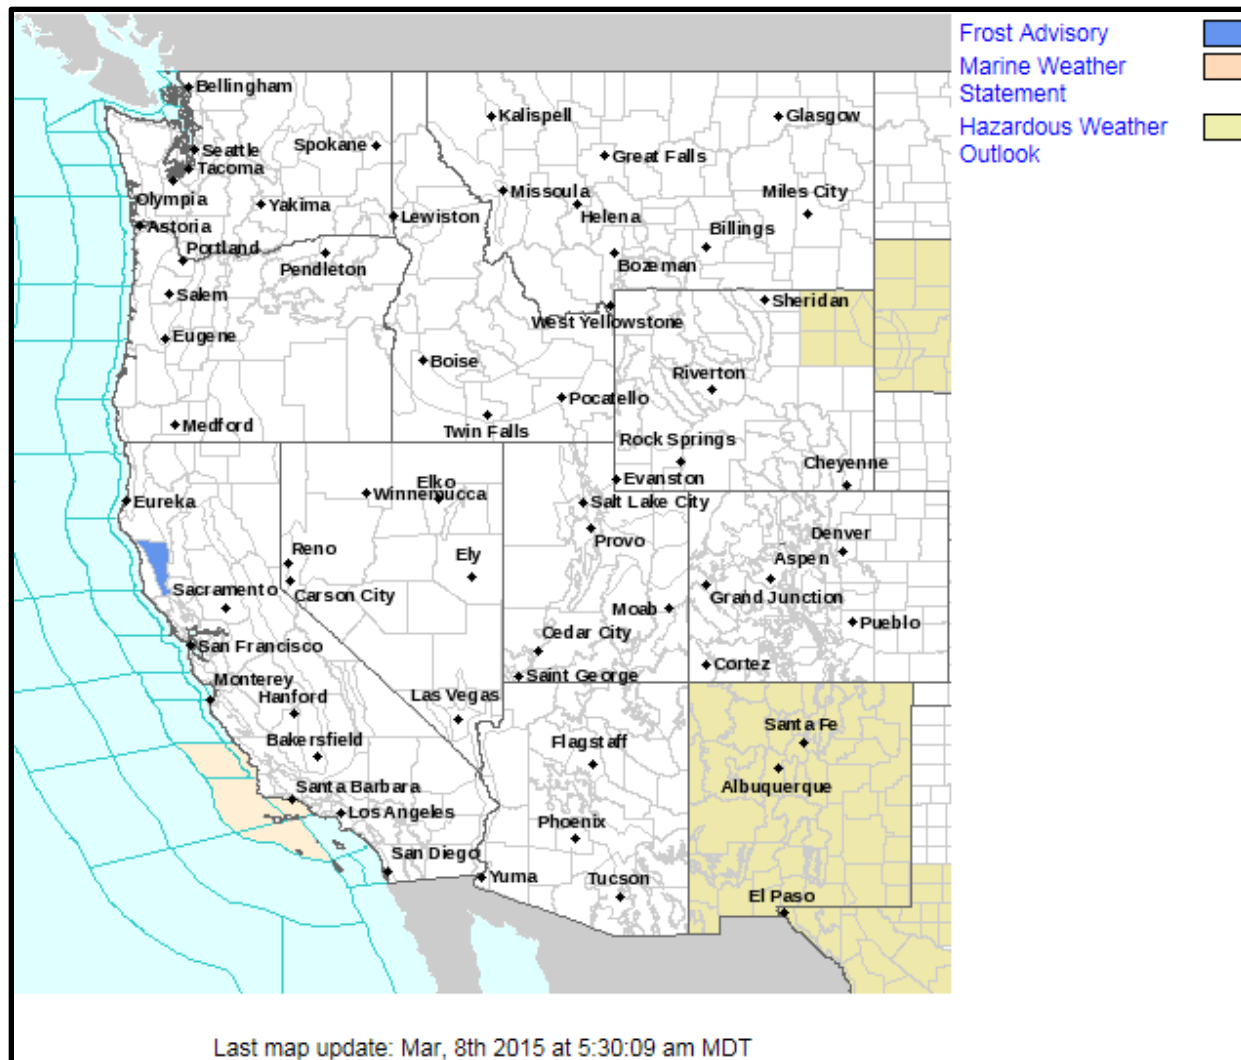 Frost Advisory
Marine Weather
Statement
Hazardous Weather
Outlook
Bellingham
Kalispell
Glasgow
Seattle
Spokane
Great Falls
Tacoma
Missoula
Miles City
Olympia
Yakima
Lewiston
Helena
Astoria
Billings
Portland
Pendleton
Bozeman
Salem
Sheridan
West Yellowstone
Eugene
Boise
Riverton
Pocatello
Medford
Twin Falls
Rock Springs
Cheyenne
Elko
Evanston
Eureka
Winnemucca
Salt Lake City
Denver
Provo
Reno
Ely
Aspen
Sacramento
Carson City
Grand Junction
Moab
Pueblo
Cedar City
San Francisco
Cortez
Saint George
Monterey
Hanford
Las Vegas
Santa Fe
Bakersfield
Flagstaff
Santa Barbara
Albuquerque
Los Angeles
Phoenix
San Diego
Yuma
Tucson
El Paso
Last map update: Mar, 8th 2015 at 5:30:09 am MDT